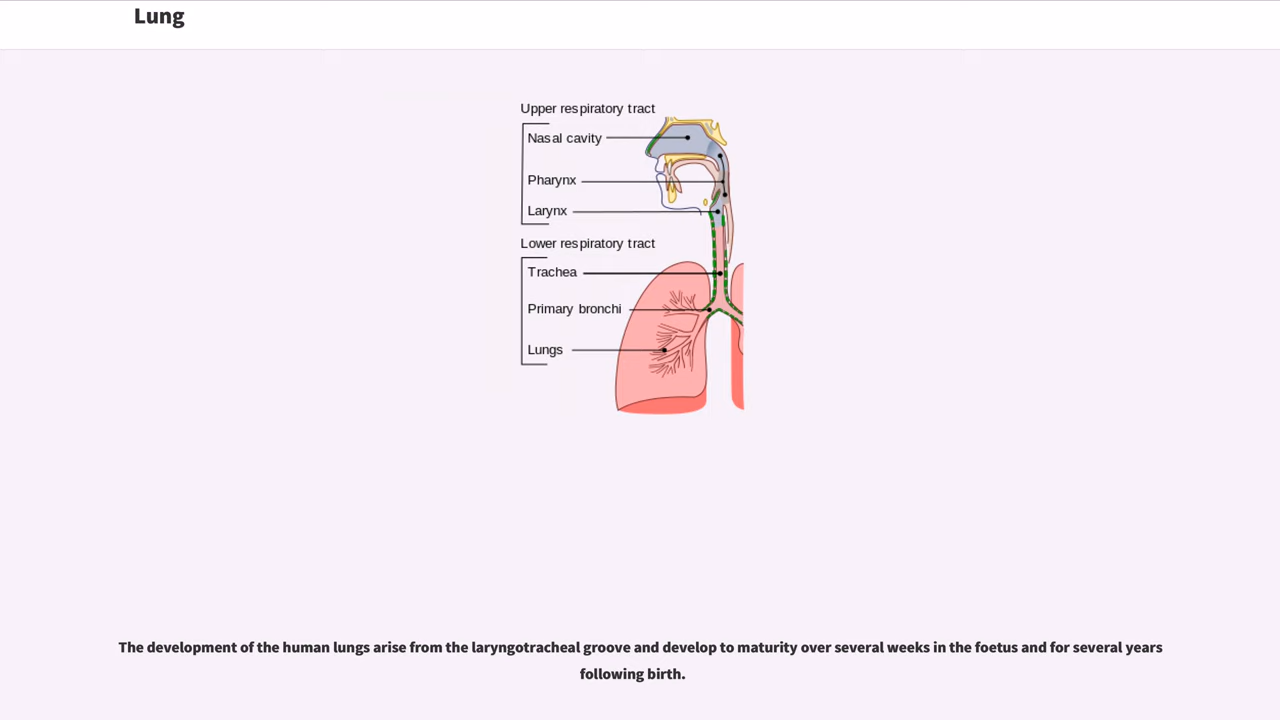 Lung
Upper respiratory tract
Nasal cavity
Pharynx
Larynx
Lower respiratory tract
Trachea
Primary bronchi
Lungs
The development of the human lungs arise from the laryngotracheal groove and develop to maturity over several weeks in the foetus and for several years
following birth.